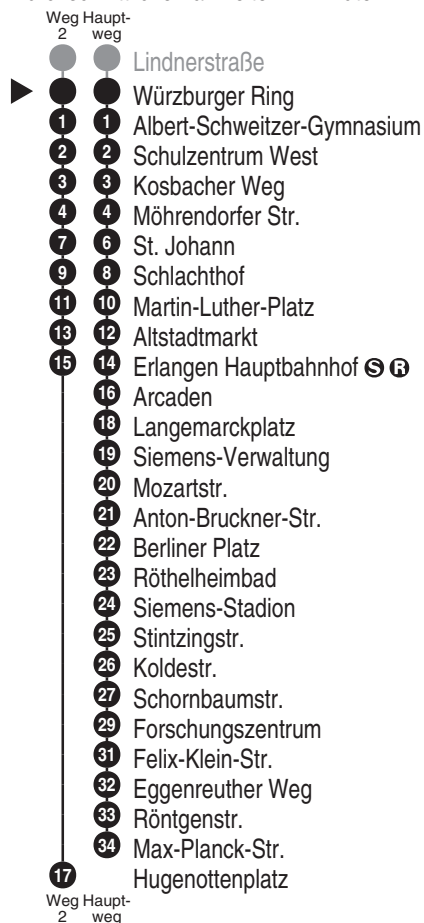 Weg Haupt-
2 weg
Lindnerstraße
Würzburger Ring
1 1 Albert-Schweitzer-Gymnasium
2 2 Schulzentrum West
3 3 Kosbacher Weg
4 4 Möhrendorfer Str.
7 6 St. Johann
9 8 Schlachthof
11 10 Martin-Luther-Platz
13 12 Altstadtmarkt
15 14 Erlangen Hauptbahnhof S R
16 Arcaden
18 Langemarckplatz
19 Siemens-Verwaltung
20 Mozartstr.
21 Anton-Bruckner-Str.
22 Berliner Platz
23 Röthelheimbad
24 Siemens-Stadion
25 Stintzingstr.
26 Koldestr.
27 Schornbaumstr.
29 Forschungszentrum
31 Felix-Klein-Str.
32 Eggenreuther Weg
33 Röntgenstr.
34 Max-Planck-Str.
17 Hugenottenplatz
Weg Haupt-
2 weg